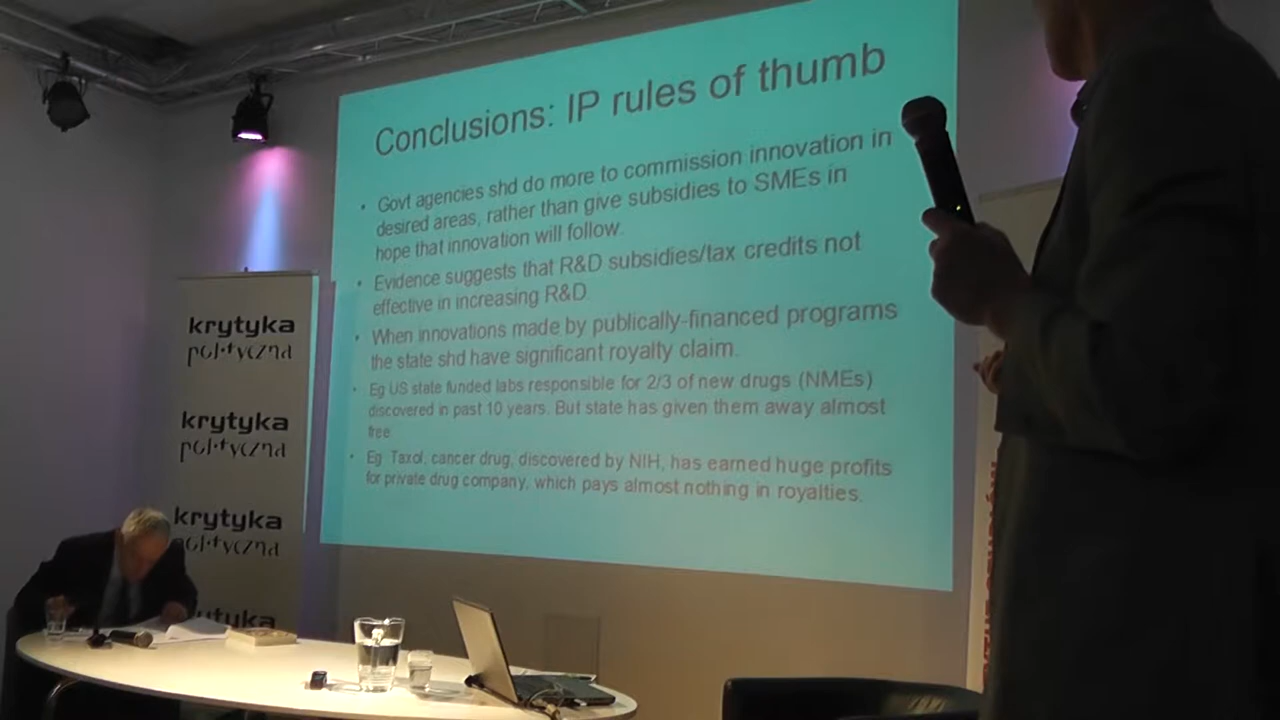 Conclusions: IP rules of thumb
• Govt agencies shd do more to commission innovation in
desired areas, rather than give subsidies to SMEs in
hope that innovation will follow.
• Evidence suggests that R&D subsidies/tax credits not
effective in increasing R&D.
• When innovations made by publically-financed programs
the state shd have significant royalty claim.
• Eg US state funded labs responsible for 2/3 of new drugs (NMEs)
discovered in past 10 years. But state has given them away almost
free.
• Eg. Taxol, cancer drug, discovered by NIH, has earned huge profits
for private drug company, which pays almost nothing in royalties.
krytyka
polityczna
krytyka
polityczna
krytyka
polityczna
krytyka